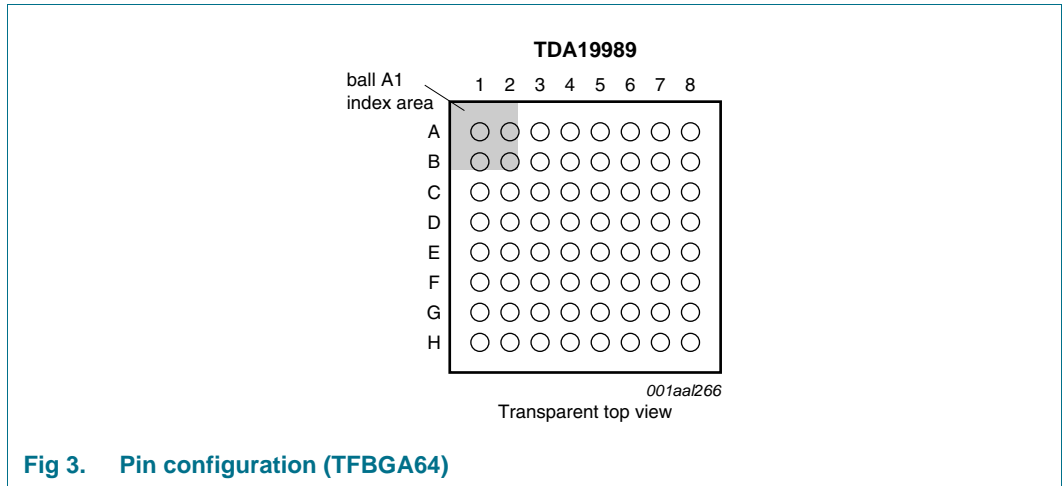 TDA19989
ball A1
index area
1 2 3 4 5 6 7 8
A
B
C
D
E
F
G
H
001aal266
Transparent top view
Fig 3. Pin configuration (TFBGA64)